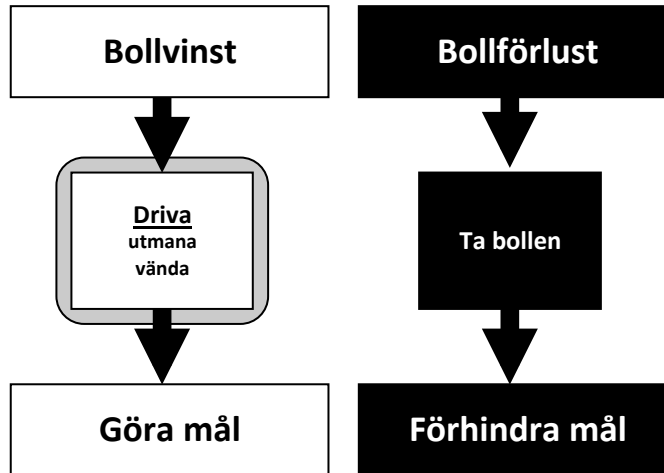 Bollvinst
Driva
utmana
vända
Göra mål
Bollförlust
Ta bollen
Förhindra mål